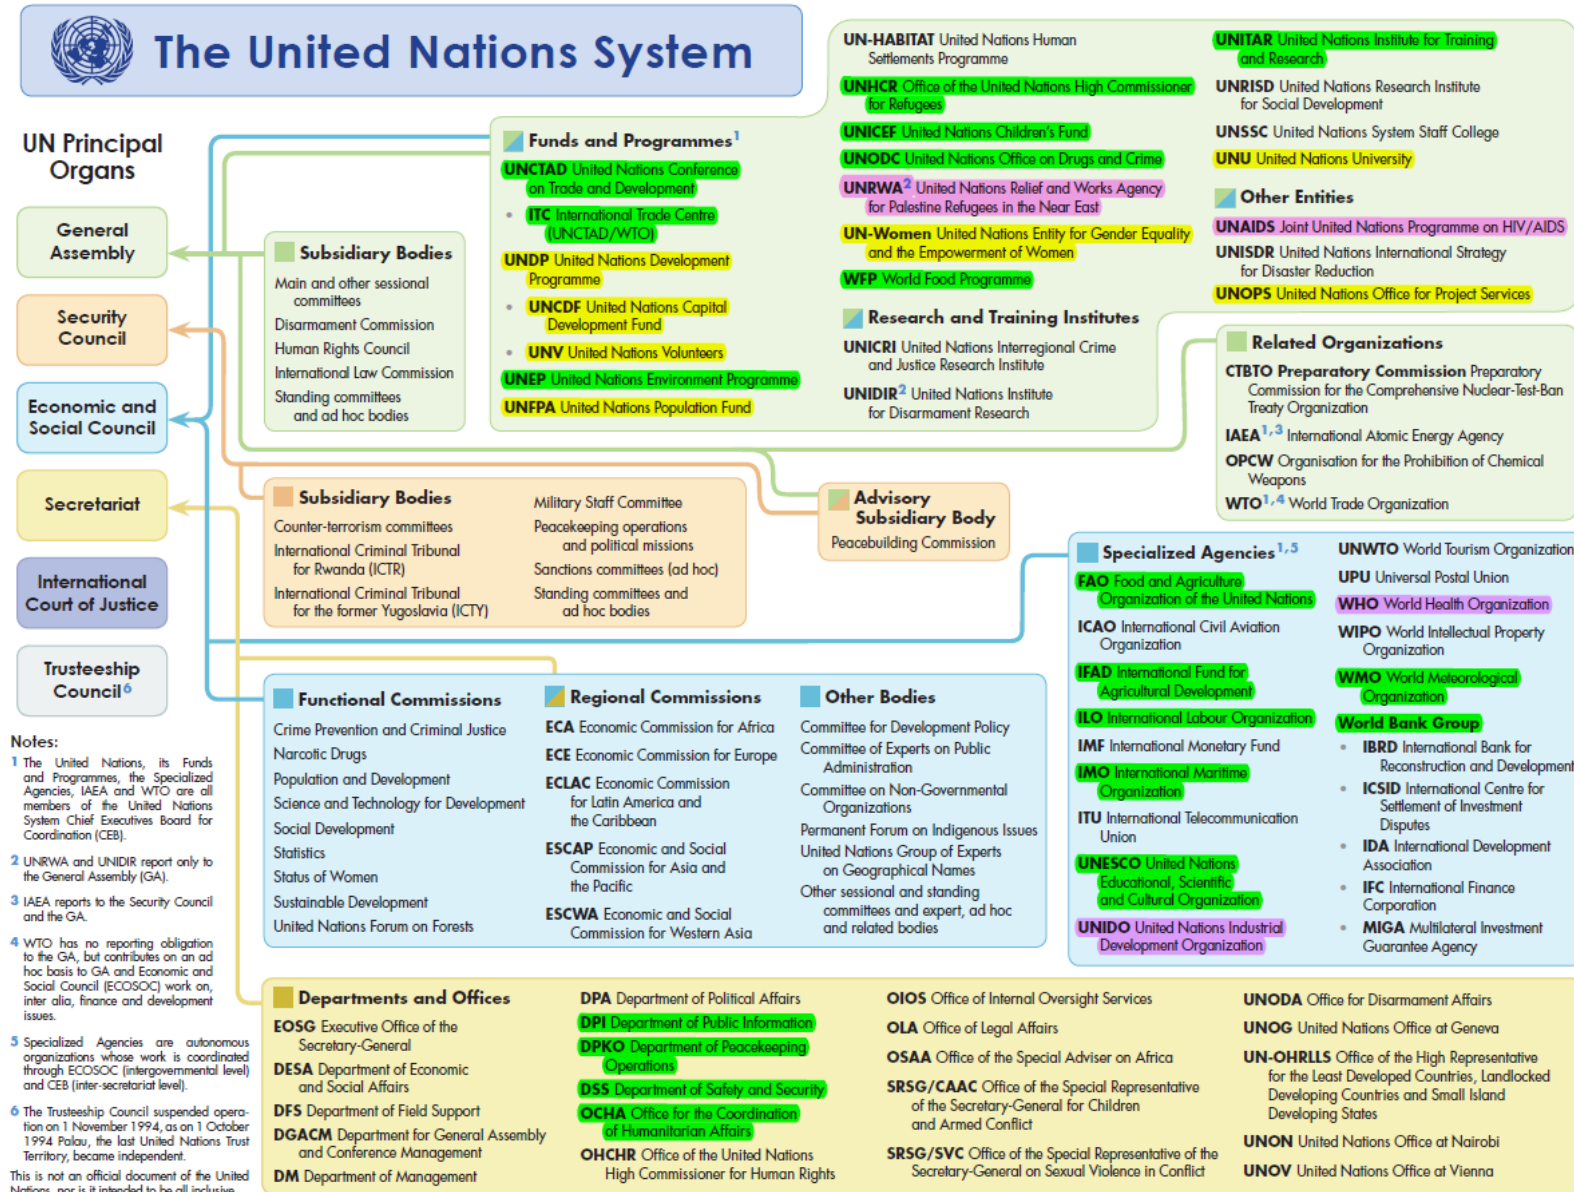 The United Nations System
UN Principal
Organs
General
Assembly
Security
Council
Economic and
Social Council
Secretariat
International
Court of Justice
Trusteeship
Council6
Notes:
1 The United Nations, its Funds
and Programmes, the Specialized
Agencies, IAEA and WTO are all
members of the United Nations
System Chief Executives Board for
Coordination (CEB).
2 UNRWA and UNIDIR report only to
the General Assembly (GA).
3 IAEA reports to the Security Council
and the GA.
4 WTO has no reporting obligation
to the GA, but contributes on an ad
hoc basis to GA and Economic and
Social Council (ECOSOC) work on,
inter alia, finance and development
issues.
5 Specialized Agencies are autonomous
organizations whose work is coordinated
through ECOSOC (intergovernmental level)
and CEB (inter-secretariat level).
6 The Trusteeship Council suspended opera-
tion on 1 November 1994, as on 1 October
1994 Palau, the last United Nations Trust
Territory, became independent.
This is not an official document of the United
Nations, nor is it intended to be all inclusive.
Subsidiary Bodies
Main and other sessional
committees
Disarmament Commission
Human Rights Council
International Law Commission
Standing committees
and ad hoc bodies
Funds and Programmes1
UNCTAD United Nations Conference
on Trade and Development
• ITC International Trade Centre
(UNCTAD/WTO)
UNDP United Nations Development
Programme
• UNCDF United Nations Capital
Development Fund
• UNV United Nations Volunteers
UNEP United Nations Environment Programme
UNFPA United Nations Population Fund
UN-HABITAT United Nations Human
Settlements Programme
UNHCR Office of the United Nations High Commissioner
for Refugees
UNICEF United Nations Children's Fund
UNODC United Nations Office on Drugs and Crime
UNRWA2 United Nations Relief and Works Agency
for Palestine Refugees in the Near East
UN-Women United Nations Entity for Gender Equality
and the Empowerment of Women
WFP World Food Programme
Research and Training Institutes
UNICRI United Nations Interregional Crime
and Justice Research Institute
UNIDIR2 United Nations Institute
for Disarmament Research
UNITAR United Nations Institute for Training
and Research
UNRISD United Nations Research Institute
for Social Development
UNSSC United Nations System Staff College
UNU United Nations University
Other Entities
UNAIDS Joint United Nations Programme on HIV/AIDS
UNISDR United Nations International Strategy
for Disaster Reduction
UNOPS United Nations Office for Project Services
Related Organizations
CTBTO Preparatory Commission Preparatory
Commission for the Comprehensive Nuclear-Test-Ban
Treaty Organization
IAEA1,3 International Atomic Energy Agency
OPCW Organisation for the Prohibition of Chemical
Weapons
WTO1,4 World Trade Organization
Subsidiary Bodies
Counter-terrorism committees
International Criminal Tribunal
for Rwanda (ICTR)
International Criminal Tribunal
for the former Yugoslavia (ICTY)
Military Staff Committee
Peacekeeping operations
and political missions
Sanctions committees (ad hoc)
Standing committees and
ad hoc bodies
Advisory
Subsidiary Body
Peacebuilding Commission
Functional Commissions
Crime Prevention and Criminal Justice
Narcotic Drugs
Population and Development
Science and Technology for Development
Social Development
Statistics
Status of Women
Sustainable Development
United Nations Forum on Forests
Regional Commissions
ECA Economic Commission for Africa
ECE Economic Commission for Europe
ECLAC Economic Commission
for Latin America and
the Caribbean
ESCAP Economic and Social
Commission for Asia and
the Pacific
ESCWA Economic and Social
Commission for Western Asia
Other Bodies
Committee for Development Policy
Committee of Experts on Public
Administration
Committee on Non-Governmental
Organizations
Permanent Forum on Indigenous Issues
United Nations Group of Experts
on Geographical Names
Other sessional and standing
committees and expert, ad hoc
and related bodies
Specialized Agencies1,5
FAO Food and Agriculture
Organization of the United Nations
ICAO International Civil Aviation
Organization
IFAD International Fund for
Agricultural Development
ILO International Labour Organization
IMF International Monetary Fund
IMO International Maritime
Organization
ITU International Telecommunication
Union
UNESCO United Nations
Educational, Scientific
and Cultural Organization
UNIDO United Nations Industrial
Development Organization
UNWTO World Tourism Organization
UPU Universal Postal Union
WHO World Health Organization
WIPO World Intellectual Property
Organization
WMO World Meteorological
Organization
World Bank Group
• IBRD International Bank for
Reconstruction and Development
• ICSID International Centre for
Settlement of Investment
Disputes
• IDA International Development
Association
• IFC International Finance
Corporation
• MIGA Multilateral Investment
Guarantee Agency
Departments and Offices
EOSG Executive Office of the
Secretary-General
DESA Department of Economic
and Social Affairs
DFS Department of Field Support
DGACM Department for General Assembly
and Conference Management
DM Department of Management
DPA Department of Political Affairs
DPI Department of Public Information
DPKO Department of Peacekeeping
Operations
DSS Department of Safety and Security
OCHA Office for the Coordination
of Humanitarian Affairs
OHCHR Office of the United Nations
High Commissioner for Human Rights
OIOS Office of Internal Oversight Services
OLA Office of Legal Affairs
OSAA Office of the Special Adviser on Africa
SRSG/CAAC Office of the Special Representative
of the Secretary-General for Children
and Armed Conflict
SRSG/SVC Office of the Special Representative of the
Secretary-General on Sexual Violence in Conflict
UNODA Office for Disarmament Affairs
UNOG United Nations Office at Geneva
UN-OHRLLS Office of the High Representative
for the Least Developed Countries, Landlocked
Developing Countries and Small Island
Developing States
UNON United Nations Office at Nairobi
UNOV United Nations Office at Vienna